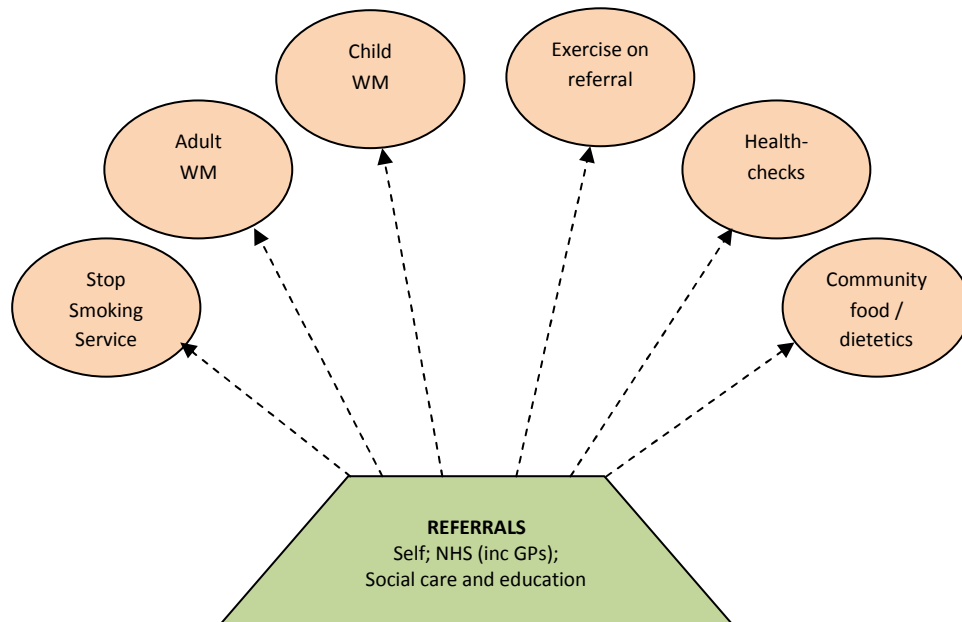 Child
WM
Exercise on
referral
Adult
WM
Health-
checks
Stop
Smoking
Service
Community
food /
dietetics
REFERRALS
Self; NHS (inc GPs);
Social care and education